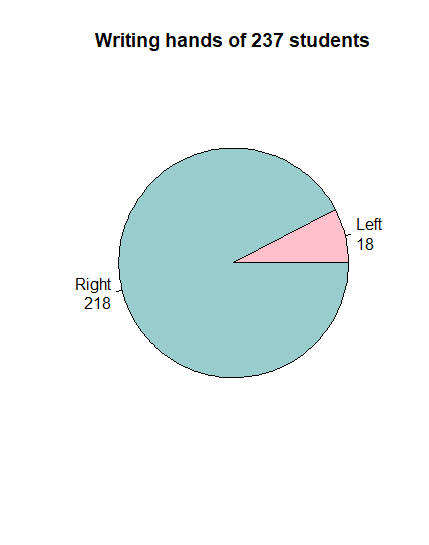 Writing hands of 237 students
Left
18
Right
218